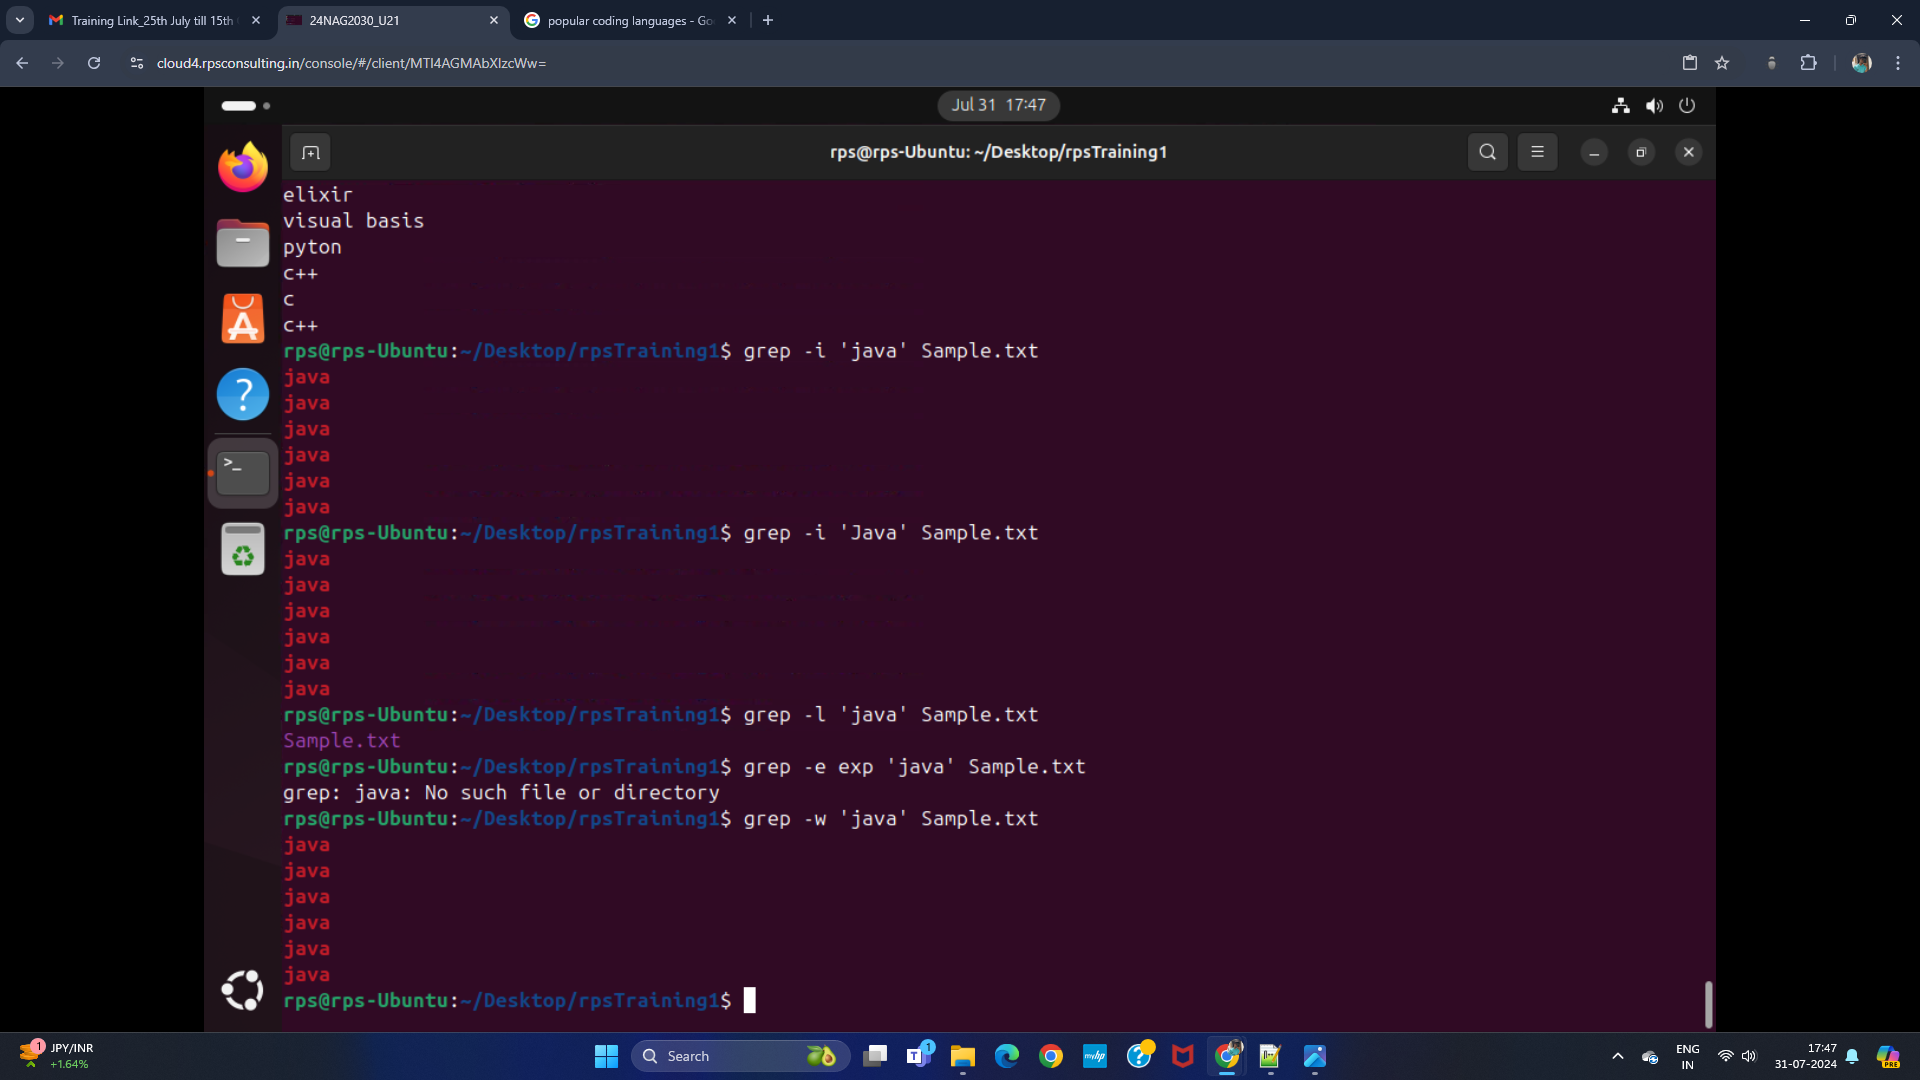 Training Link_25th July till 15th
24NAG2030_U21
popular coding languages - Go
cloud4.rpsconsulting.in/console/#/client/MTI4AGMAbXlzcWw=
Jul 31 17:47
rps@rps-Ubuntu: ~/Desktop/rpsTraining1
elixir
visual basis
pyton
c++
c
c++
rps@rps-Ubuntu:~/Desktop/rpsTraining1$ grep -i 'java' Sample.txt
java
java
java
java
java
java
rps@rps-Ubuntu:~/Desktop/rpsTraining1$ grep -i 'Java' Sample.txt
java
java
java
java
java
java
rps@rps-Ubuntu:~/Desktop/rpsTraining1$ grep -l 'java' Sample.txt
Sample.txt
rps@rps-Ubuntu:~/Desktop/rpsTraining1$ grep -e exp 'java' Sample.txt
grep: java: No such file or directory
rps@rps-Ubuntu:~/Desktop/rpsTraining1$ grep -w 'java' Sample.txt
java
java
java
java
java
java
rps@rps-Ubuntu:~/Desktop/rpsTraining1$
1
JPY/INR
+1.64%
Search
T
1
myhp
ENG
IN
17:47
31-07-2024
PRE